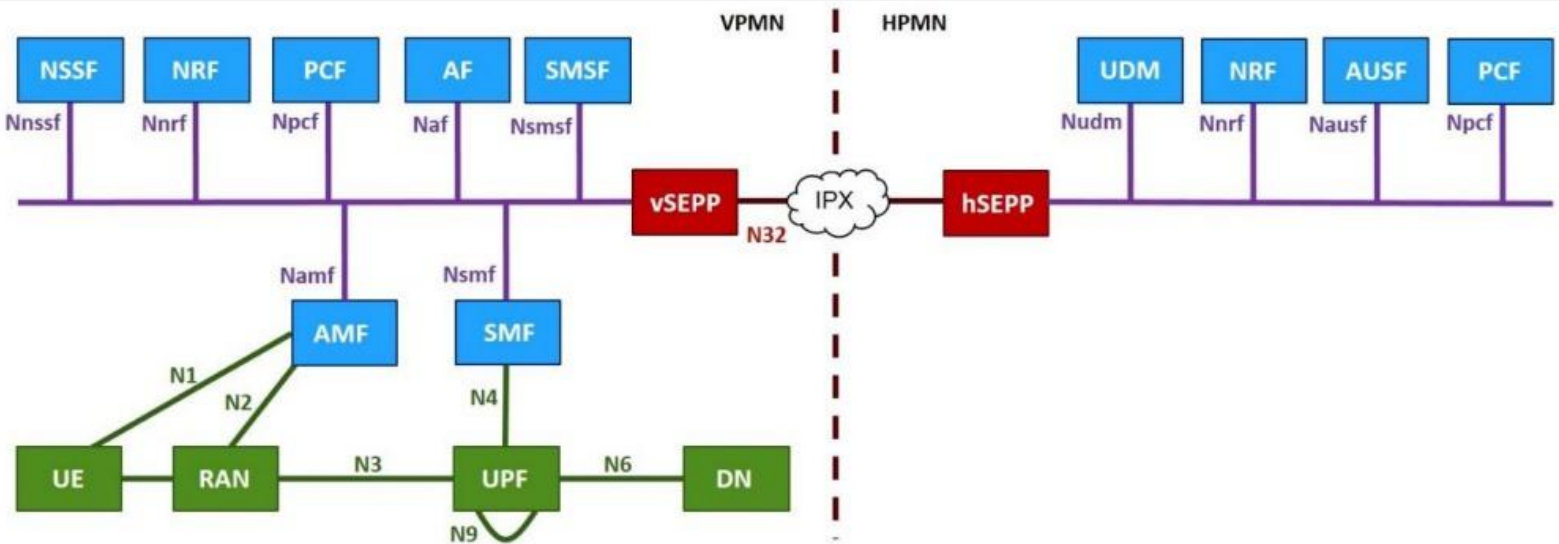 VPMN
HPMN
NSSF
NRF
PCF
AF
SMSF
UDM
NRF
AUSF
PCF
Nnssf
Nnrf
Npcf
Naf
Nsmsf
Nudm
Nnrf
Nausf
Npcf
vSEPP
IPX
hSEPP
N32
Namf
Nsmf
AMF
SMF
N1
N2
N4
UE
RAN
N3
UPF
N6
DN
N9